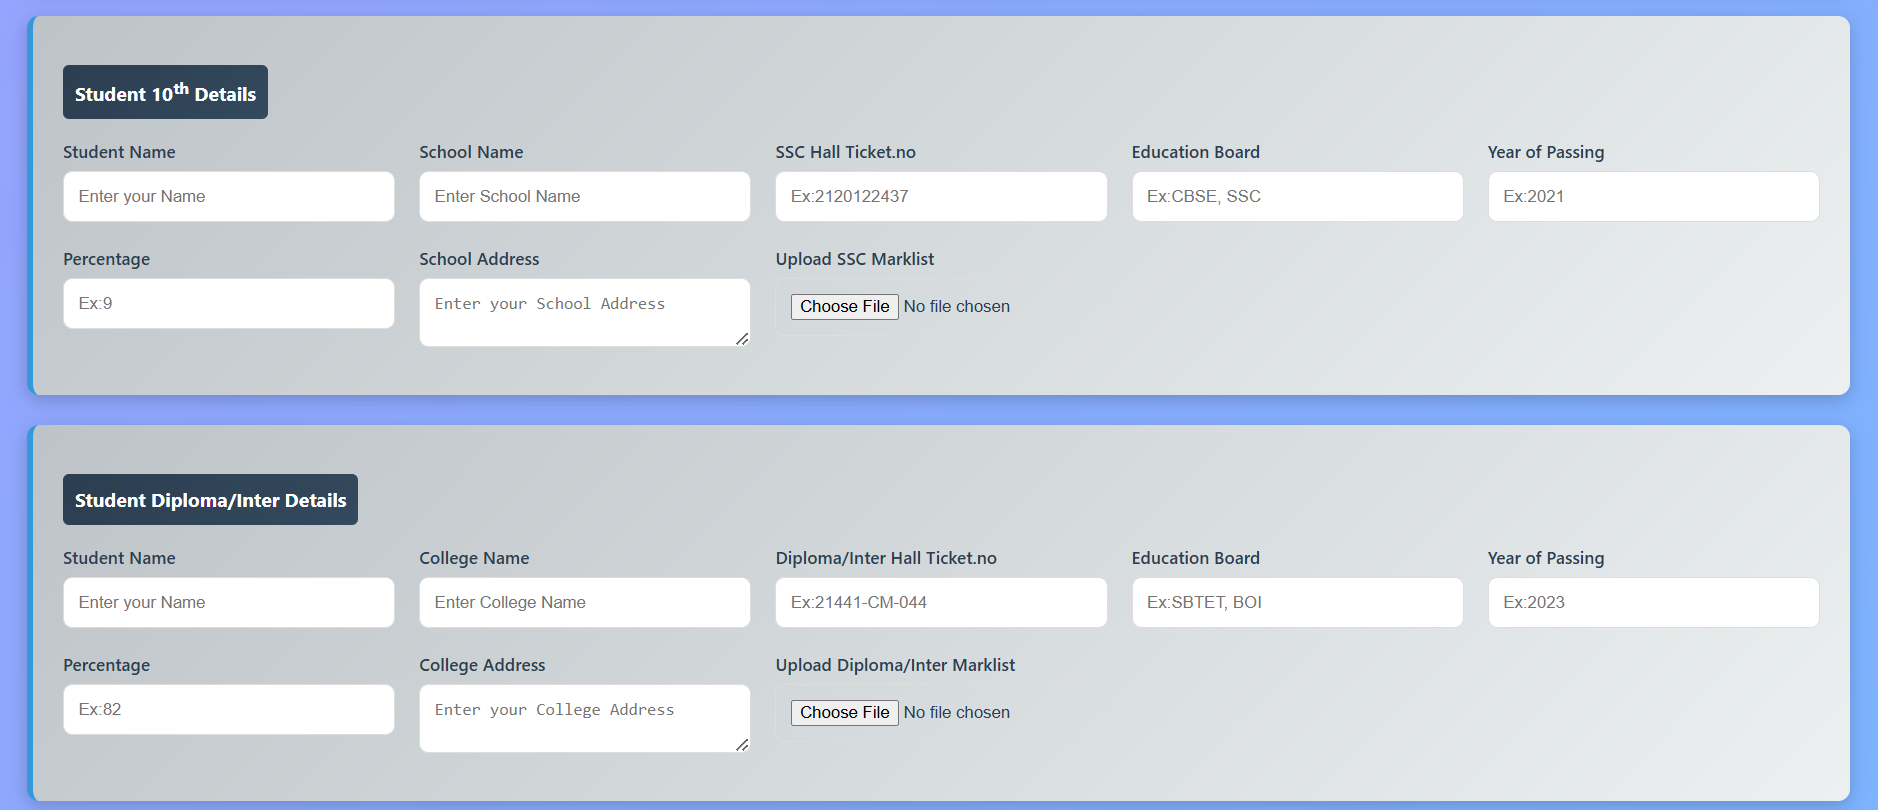 Student 10th Details
Student Name School Name SSC Hall Ticket.no Education Board Year of Passing
Enter your Name Enter School Name Ex:2120122437 Ex:CBSE, SSC Ex:2021
Percentage School Address Upload SSC Marklist
Ex:9 Enter your School Address Choose File No file chosen
Student Diploma/Inter Details
Student Name College Name Diploma/Inter Hall Ticket.no Education Board Year of Passing
Enter your Name Enter College Name Ex:21441-CM-044 Ex:SBTET, BOI Ex:2023
Percentage College Address Upload Diploma/Inter Marklist
Ex:82 Enter your College Address Choose File No file chosen